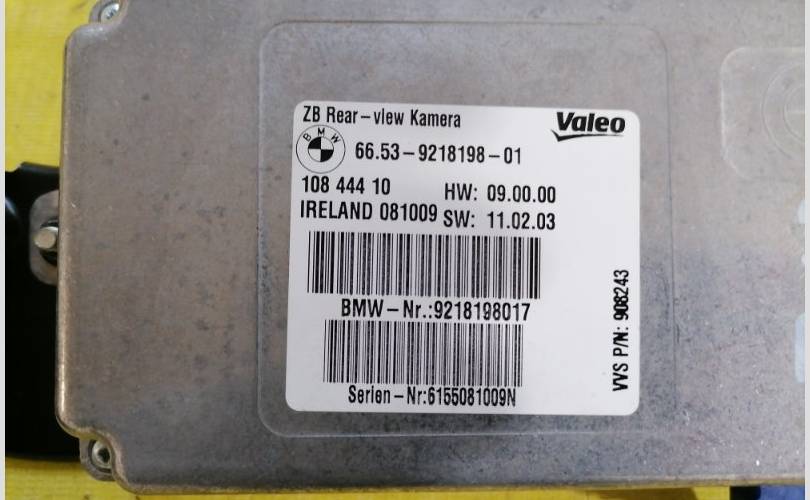 ZB Rear-view Kamera
Valeo
BMW
66.53-9218198-01
108 444 10
HW: 09.00.00
IRELAND 081009
SW: 11.02.03
BMW-Nr.:9218198017
Serien-Nr:6155081009N
VVS P/N: 908243